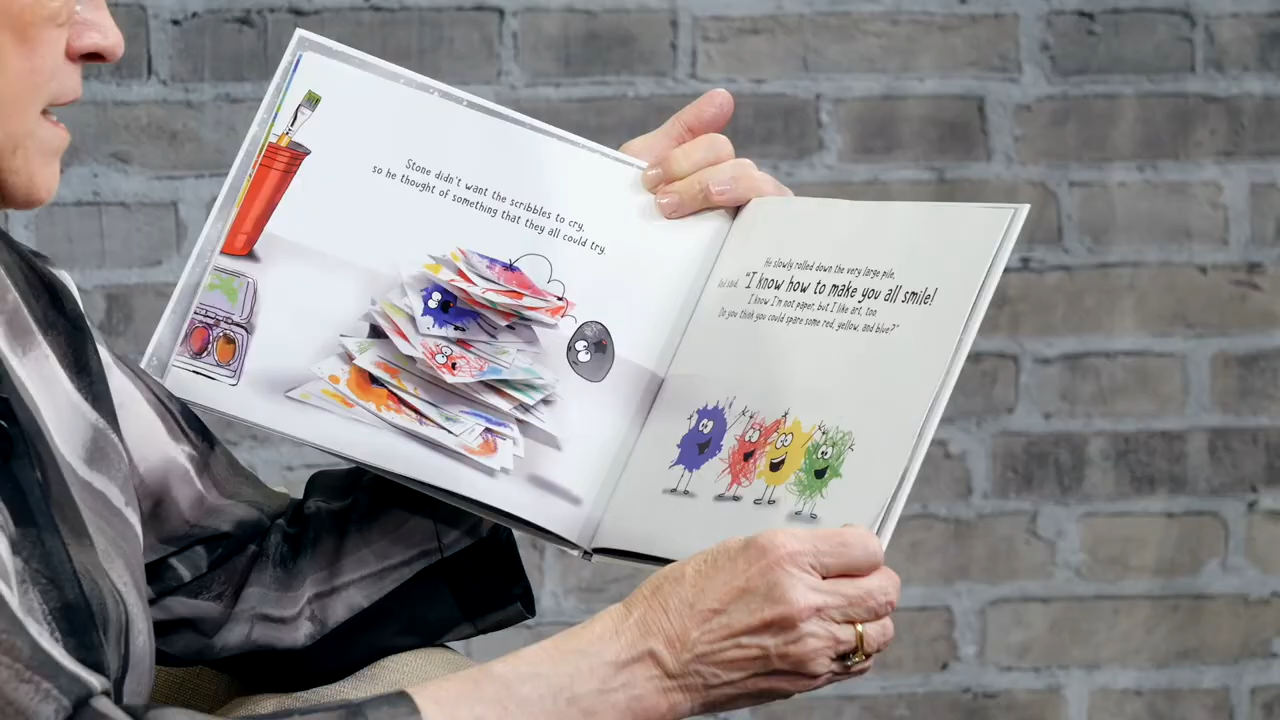 Stone didn't want the scribbles to cry,
so he thought of something that they all could try.
He slowly rolled down the very large pile,
and said, "I know how to make you all smile!
I know I'm not paper, but I like art, too
Do you think you could spare some red, yellow, and blue?"